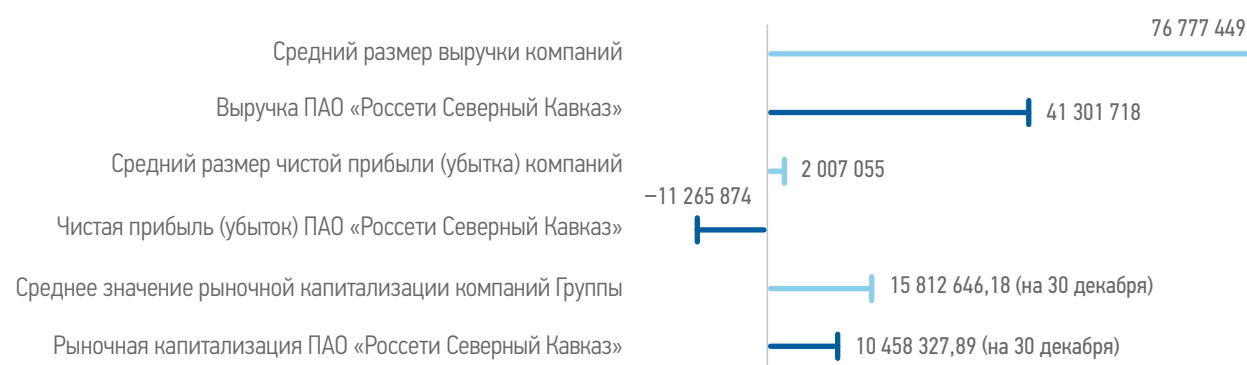 Средний размер выручки компаний
76 777 449
Выручка ПАО «Россети Северный Кавказ»
41 301 718
Средний размер чистой прибыли (убытка) компаний
2 007 055
Чистая прибыль (убыток) ПАО «Россети Северный Кавказ»
–11 265 874
Среднее значение рыночной капитализации компаний Группы
15 812 646,18 (на 30 декабря)
Рыночная капитализация ПАО «Россети Северный Кавказ»
10 458 327,89 (на 30 декабря)